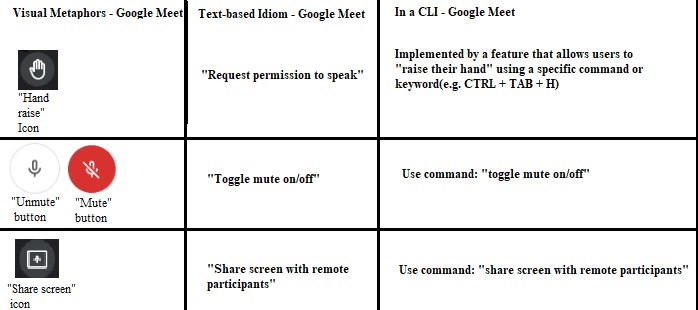 Visual Metaphors - Google Meet
Text-based Idiom - Google Meet
In a CLI - Google Meet
"Hand
raise"
Icon
"Request permission to speak"
Implemented by a feature that allows users to
"raise their hand" using a specific command or
keyword(e.g. CTRL + TAB + H)
"Unmute"
button
"Mute"
button
"Toggle mute on/off"
Use command: "toggle mute on/off"
"Share screen"
icon
"Share screen with remote
participants"
Use command: "share screen with remote participants"